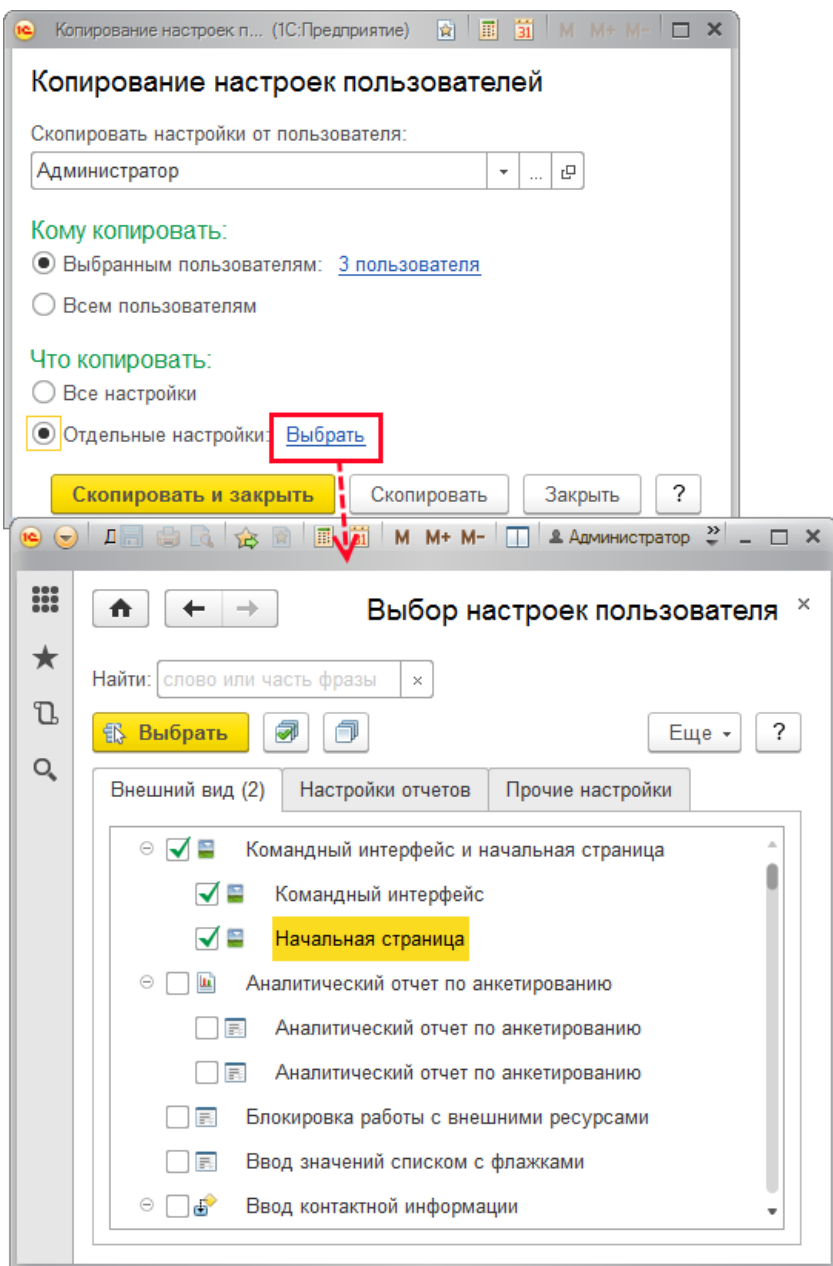 Копирование настроек п... (1С:Предприятие) 31 M M+ M-
Копирование настроек пользователей
Скопировать настройки от пользователя:
Администратор ...
Кому копировать:
Выбранным пользователям: 3 пользователя
Всем пользователям
Что копировать:
Все настройки
Отдельные настройки: Выбрать
Скопировать и закрыть Скопировать Закрыть ?
Д 31 M M+ M- Администратор
Выбор настроек пользователя
Найти: слово или часть фразы ×
Выбрать Еще ?
Внешний вид (2) Настройки отчетов Прочие настройки
Командный интерфейс и начальная страница
Командный интерфейс
Начальная страница
Аналитический отчет по анкетированию
Аналитический отчет по анкетированию
Аналитический отчет по анкетированию
Блокировка работы с внешними ресурсами
Ввод значений списком с флажками
Ввод контактной информации